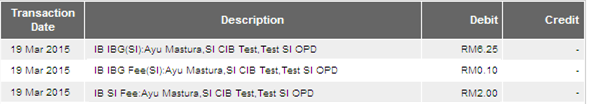 Transaction Date Description Debit Credit
19 Mar 2015 IB IBG(SI):Ayu Mastura,SI CIB Test,Test SI OPD RM6.25 -
19 Mar 2015 IB IBG Fee(SI):Ayu Mastura,SI CIB Test,Test SI OPD RM0.10 -
19 Mar 2015 IB SI Fee:Ayu Mastura,SI CIB Test,Test SI OPD RM2.00 -